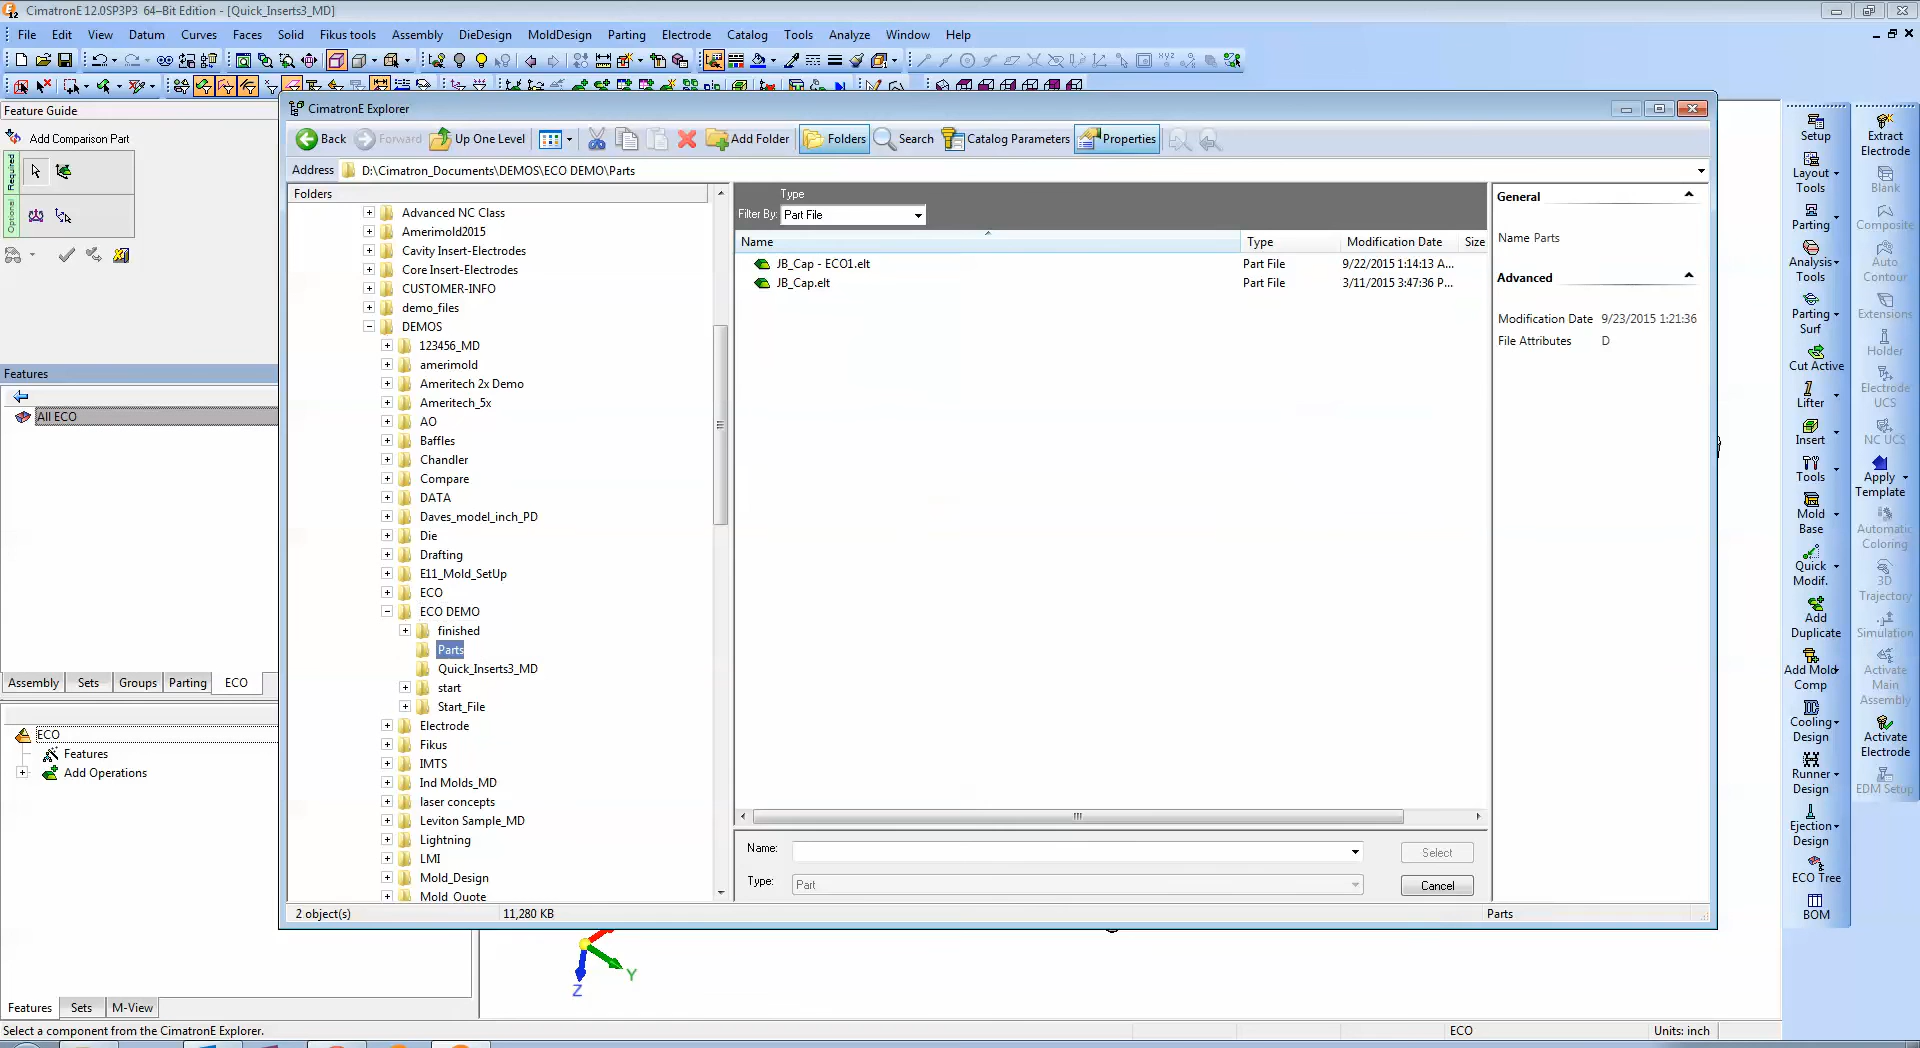 CimatronE 12.0SP3P3 64-Bit Edition - [Quick_Inserts3_MD]
File Edit View Datum Curves Faces Solid Fikus tools Assembly DieDesign MoldDesign Parting Electrode Catalog Tools Analyze Window Help
Feature Guide
Add Comparison Part
Required
Optional
Features
All ECO
Assembly Sets Groups Parting ECO
ECO
Features
Add Operations
Features Sets M-View
CimatronE Explorer
Back Forward Up One Level Add Folder Folders Search Catalog Parameters Properties
Address D:\Cimatron_Documents\DEMOS\ECO DEMO\Parts
Folders
Advanced NC Class
Amerimold2015
Cavity Insert-Electrodes
Core Insert-Electrodes
CUSTOMER-INFO
demo_files
DEMOS
123456_MD
amerimold
Ameritech 2x Demo
Ameritech_5x
AO
Baffles
Chandler
Compare
DATA
Daves_model_inch_PD
Die
Drafting
E11_Mold_SetUp
ECO
ECO DEMO
finished
Parts
Quick_Inserts3_MD
start
Start_File
Electrode
Fikus
IMTS
Ind Molds_MD
laser concepts
Leviton Sample_MD
Lightning
LMI
Mold_Design
Mold Quote
Type
Filter By: Part File
Name Type Modification Date Size
JB_Cap - ECO1.elt Part File 9/22/2015 1:14:13 A...
JB_Cap.elt Part File 3/11/2015 3:47:36 P...
Name: Select
Type: Part Cancel
General
Name Parts
Advanced
Modification Date 9/23/2015 1:21:36
File Attributes D
2 object(s) 11,280 KB Parts
Z Y
Setup
Layout Tools
Parting
Analysis Tools
Parting Surf
Cut Active
Lifter
Insert
Tools
Mold Base
Quick Modif.
Add Duplicate
Add Mold Comp
Cooling Design
Runner Design
Ejection Design
ECO Tree
BOM
Extract Electrode
Blank
Composite
Auto Contour
Extensions
Holder
Electrode UCS
NC UCS
Apply Template
Automatic Coloring
3D Trajectory
Simulation
Activate Main Assembly
Activate Electrode
EDM Setup
Select a component from the CimatronE Explorer. ECO Units: inch